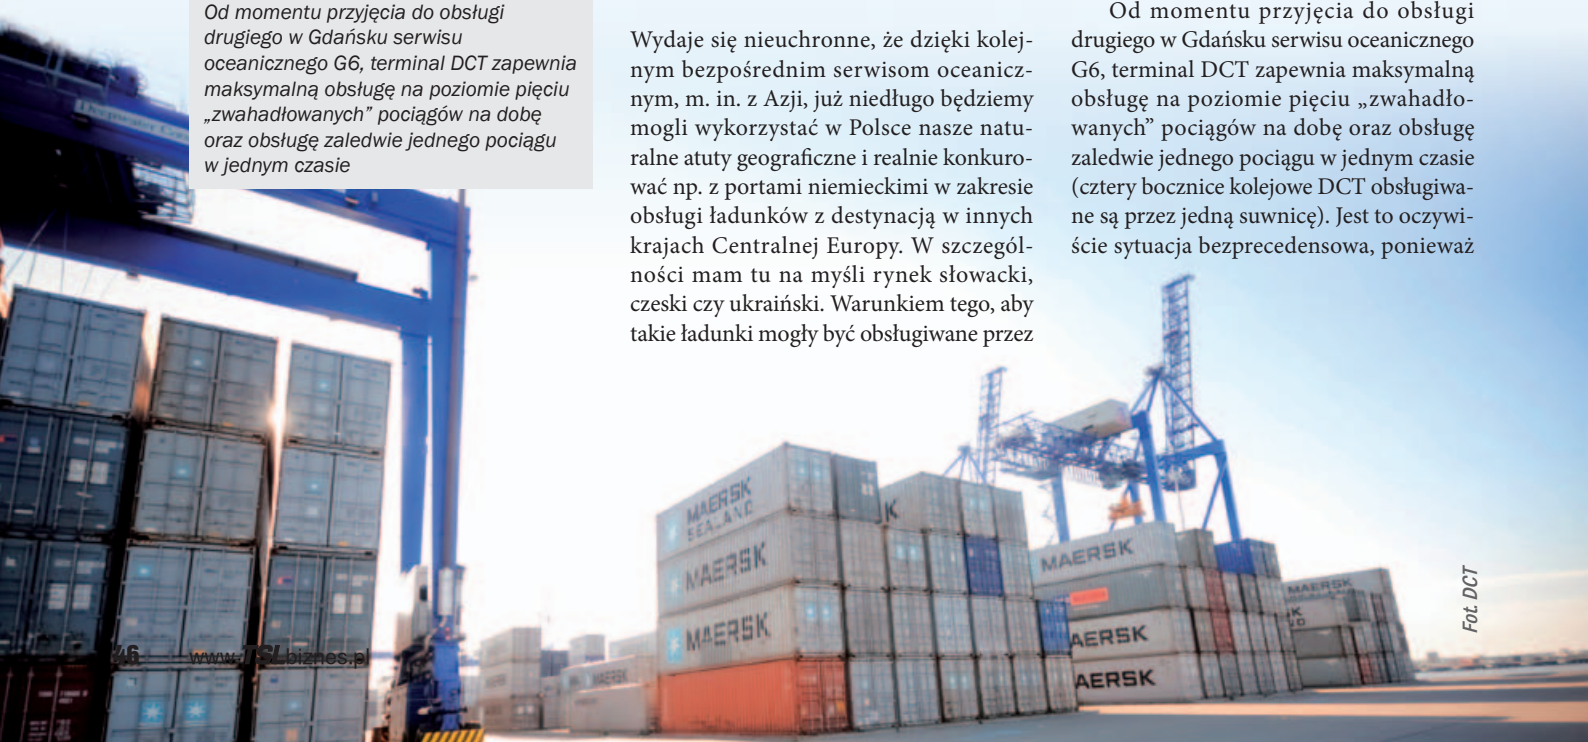 Od momentu przyjęcia do obsługi
drugiego w Gdańsku serwisu
oceanicznego G6, terminal DCT zapewnia
maksymalną obsługę na poziomie pięciu
„zwahadłowanych” pociągów na dobę
oraz obsługę zaledwie jednego pociągu
w jednym czasie
Wydaje się nieuchronne, że dzięki kolej-
nym bezpośrednim serwisom oceanicz-
nym, m. in. z Azji, już niedługo będziemy
mogli wykorzystać w Polsce nasze natu-
ralne atuty geograficzne i realnie konkuro-
wać np. z portami niemieckimi w zakresie
obsługi ładunków z destynacją w innych
krajach Centralnej Europy. W szczegól-
ności mam tu na myśli rynek słowacki,
czeski czy ukraiński. Warunkiem tego, aby
takie ładunki mogły być obsługiwane przez
Od momentu przyjęcia do obsługi
drugiego w Gdańsku serwisu oceanicznego
G6, terminal DCT zapewnia maksymalną
obsługę na poziomie pięciu „zwahadło-
wanych” pociągów na dobę oraz obsługę
zaledwie jednego pociągu w jednym czasie
(cztery bocznice kolejowe DCT obsługiwa-
ne są przez jedną suwnicę). Jest to oczywi-
ście sytuacja bezprecedensowa, ponieważ
Deepwater
MAERSK
SEALAND
MAERSK
MAERSK
K
MAERSK
AERSK
AERSK
MAERSK
Fot. DCT
46
www.TSLbiznes.pl